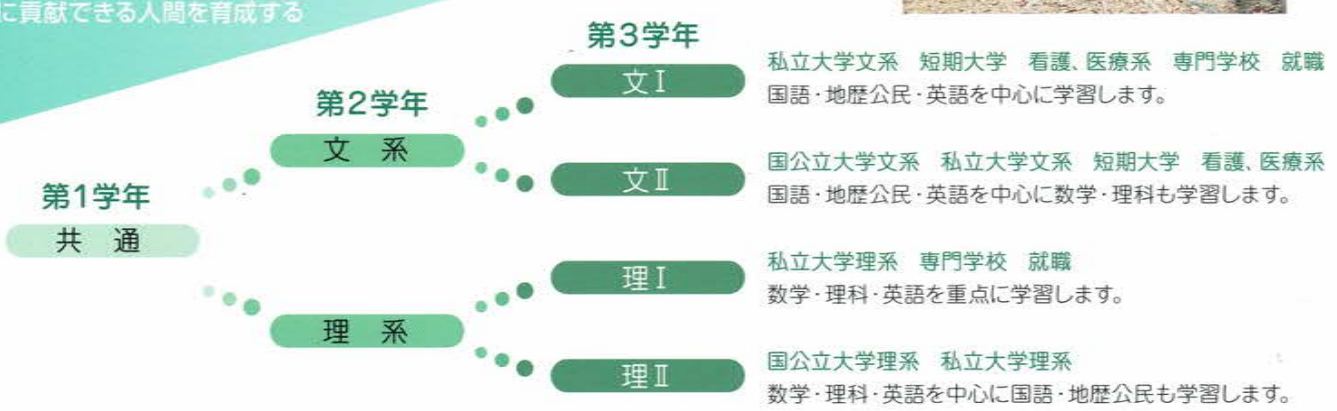 に貢献できる人間を育成する
第3学年
文Ⅰ
私立大学文系 短期大学 看護、医療系 専門学校 就職
国語・地歴公民・英語を中心に学習します。
第2学年
文 系
文Ⅱ
国公立大学文系 私立大学文系 短期大学 看護、医療系
国語・地歴公民・英語を中心に数学・理科も学習します。
第1学年
共 通
理Ⅰ
私立大学理系 専門学校 就職
数学・理科・英語を重点に学習します。
理 系
理Ⅱ
国公立大学理系 私立大学理系
数学・理科・英語を中心に国語・地歴公民も学習します。